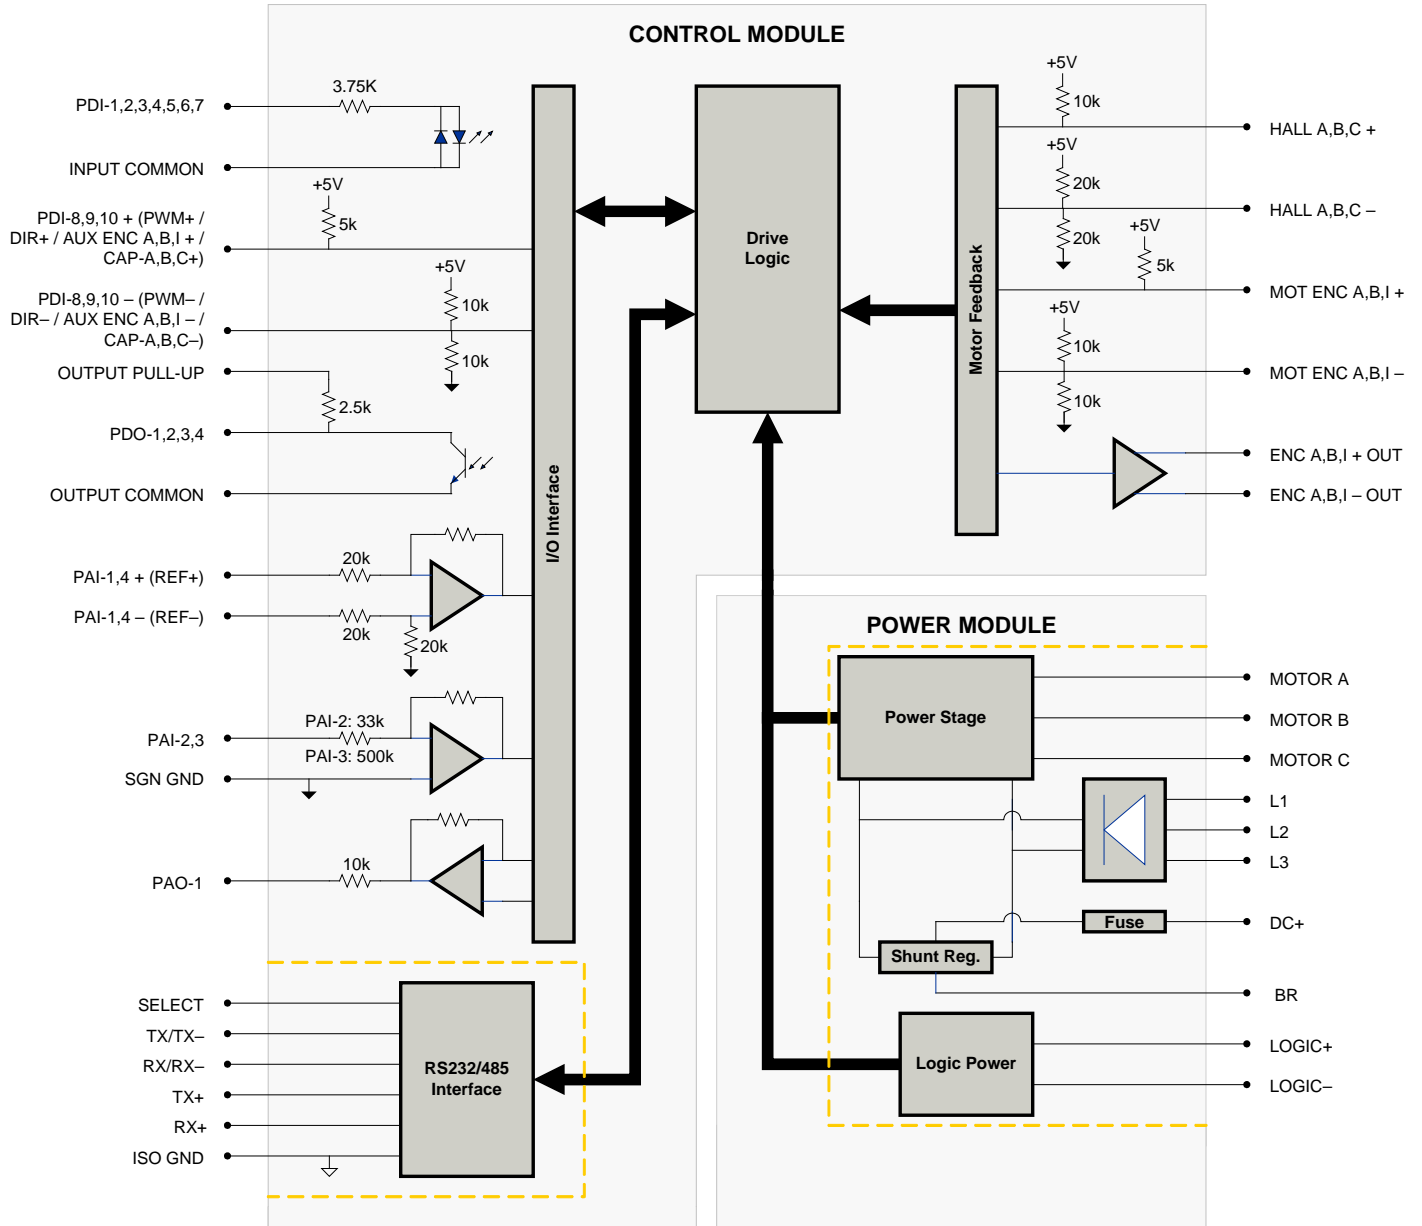 CONTROL MODULE
PDI-1,2,3,4,5,6,7
3.75K
INPUT COMMON
+5V
5k
PDI-8,9,10 + (PWM+ /
DIR+ / AUX ENC A,B,I + /
CAP-A,B,C+)
+5V
10k
10k
PDI-8,9,10 – (PWM– /
DIR– / AUX ENC A,B,I – /
CAP-A,B,C–)
OUTPUT PULL-UP
2.5k
PDO-1,2,3,4
OUTPUT COMMON
PAI-1,4 + (REF+)
20k
PAI-1,4 – (REF–)
20k
20k
PAI-2,3
PAI-2: 33k
PAI-3: 500k
SGN GND
PAO-1
10k
I/O Interface
Drive
Logic
Motor Feedback
+5V
10k
HALL A,B,C +
+5V
20k
20k
HALL A,B,C –
+5V
5k
MOT ENC A,B,I +
+5V
10k
10k
MOT ENC A,B,I –
ENC A,B,I + OUT
ENC A,B,I – OUT
SELECT
TX/TX–
RX/RX–
TX+
RX+
ISO GND
RS232/485
Interface
POWER MODULE
Power Stage
MOTOR A
MOTOR B
MOTOR C
L1
L2
L3
Fuse
DC+
Shunt Reg.
BR
Logic Power
LOGIC+
LOGIC–